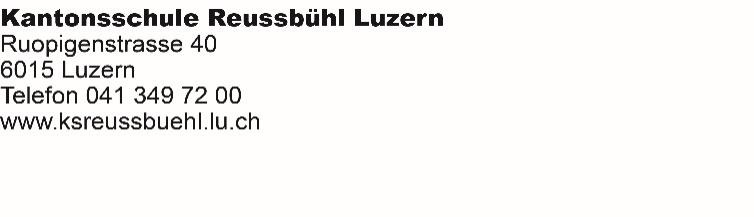 Kantonsschule Reussbühl Luzern
Ruopigenstrasse 40
6015 Luzern
Telefon 041 349 72 00
www.ksreussbuehl.lu.ch